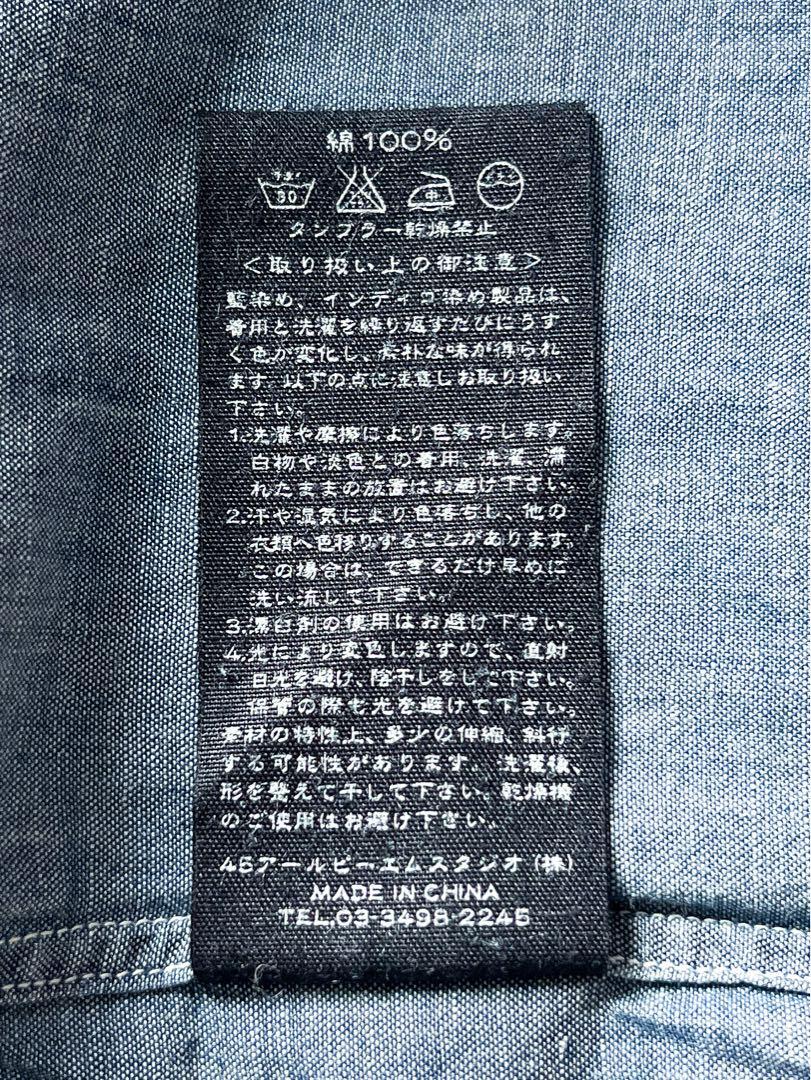 綿100%
手洗イ 30 エンソサラシ 中 エエ
タンブラー乾燥禁止
<取り扱い上の御注意>
藍染め、インディゴ染め製品は、
着用と洗濯を繰り返すたびにうす
く色が変化し、素朴な味が得られ
ます 以下の点に注意しお取り扱い
下さい。
1.洗濯や摩擦により色落ちします。
白物や淡色との着用、洗濯、濡
れたままの放置はお避け下さい。
2.汗や湿気により色落ちし、他の
衣類へ色移りすることがあります。
この場合は、できるだけ早めに
洗い流して下さい。
3.漂白剤の使用はお避け下さい。
4.光により変色しますので、直射
日光を避け、陰干しをして下さい。
保管の際も光を避けて下さい。
素材の特性上、多少の伸縮、斜行
する可能性があります。洗濯後、
形を整えて干して下さい。乾燥機
のご使用はお避け下さい。
45アールピーエムスタジオ(株)
MADE IN CHINA
TEL.03-3498-2245